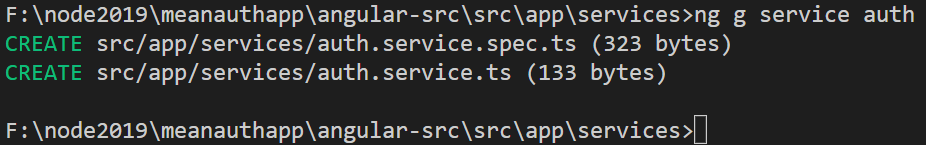 F:\node2019\meanauthapp\angular-src\src\app\services>ng g service auth
CREATE src/app/services/auth.service.spec.ts (323 bytes)
CREATE src/app/services/auth.service.ts (133 bytes)
F:\node2019\meanauthapp\angular-src\src\app\services>